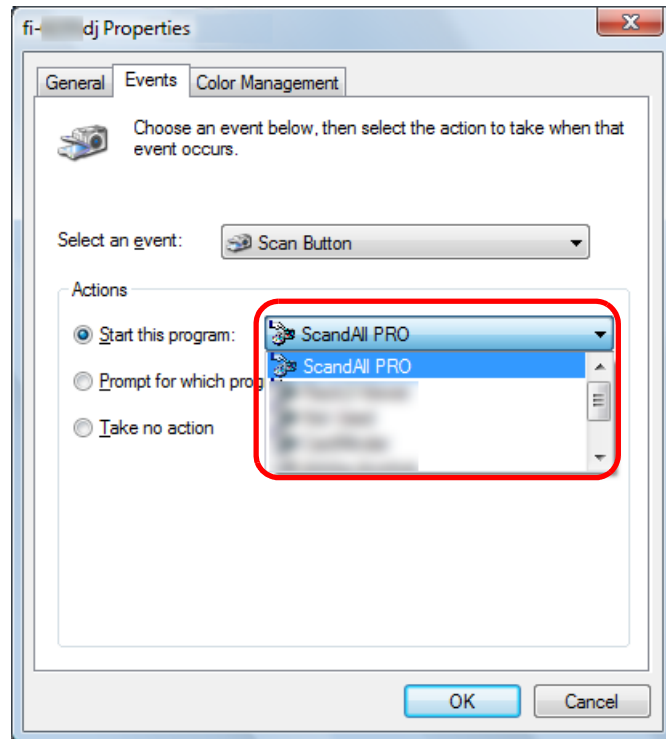 fi- dj Properties
General Events Color Management
Choose an event below, then select the action to take when that
event occurs.
Select an event: Scan Button
Actions
Start this program: ScandAll PRO
ScandAll PRO
Prompt for which prog
Take no action
OK Cancel